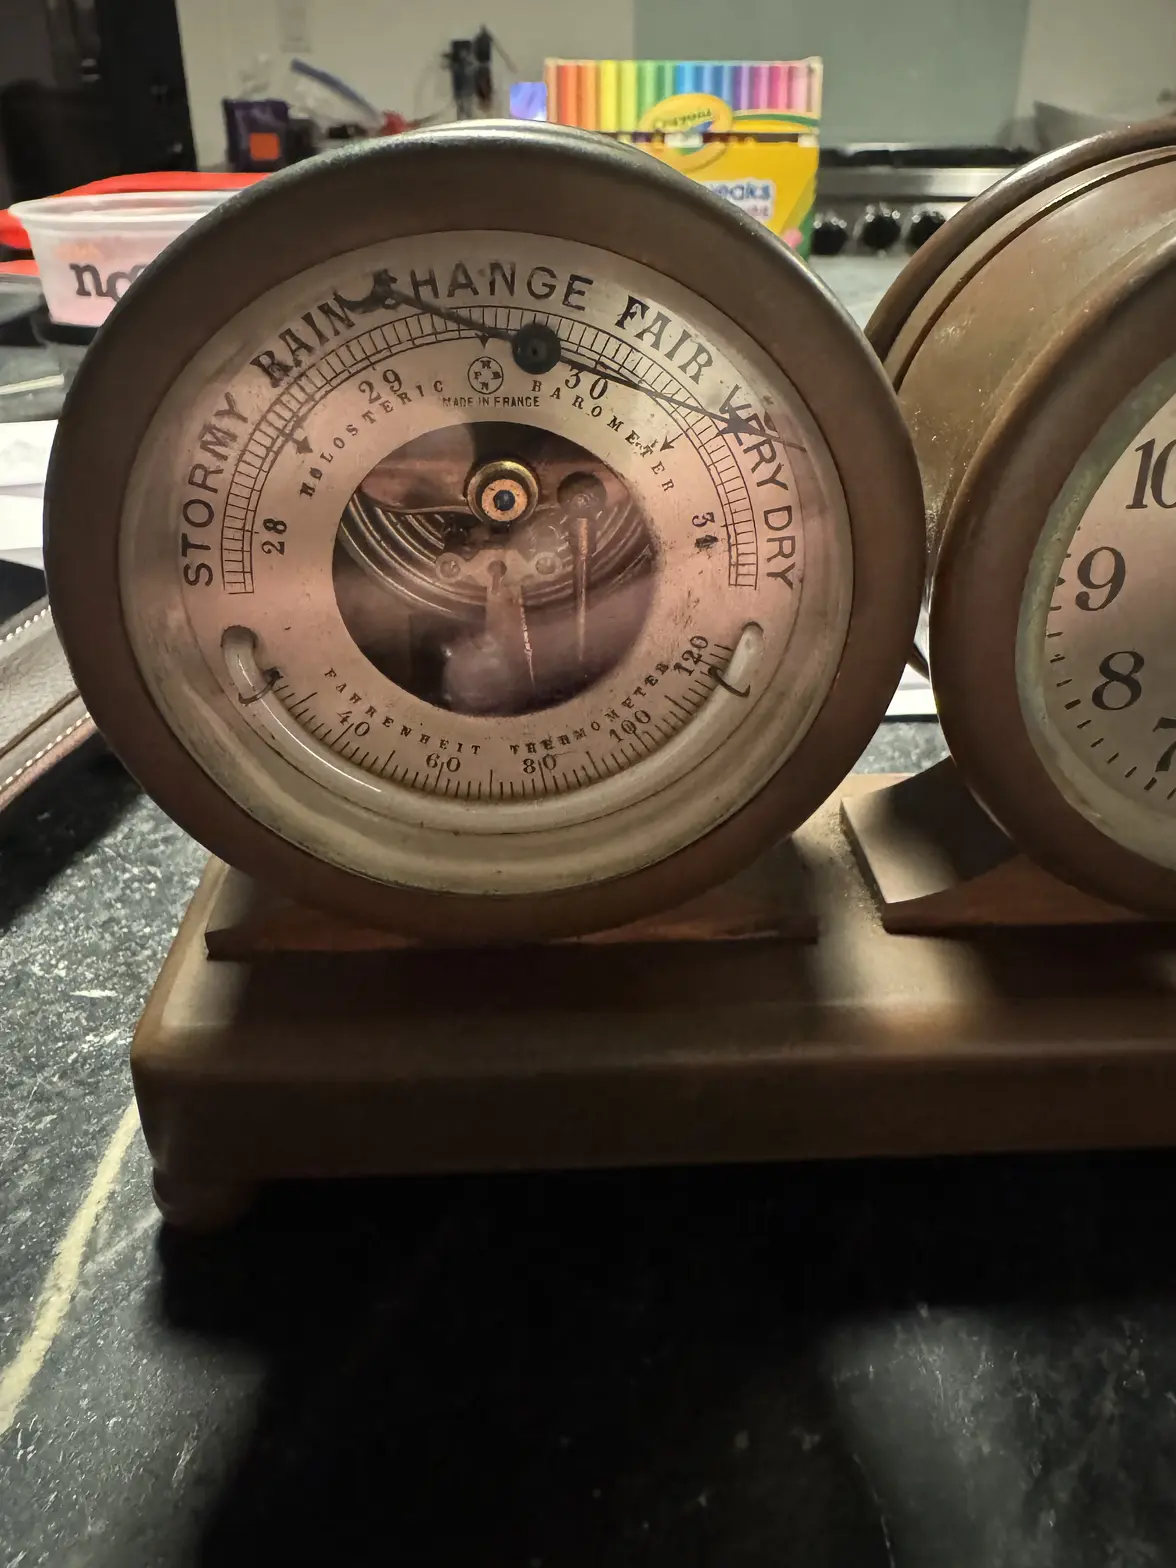 Crayola
STORMY RAIN CHANGE FAIR VERY DRY
28 29 30 31
HOLOSTERIC BAROMETER
MADE IN FRANCE
FAHRENHEIT THERMOMETER
40 60 80 100 120
10
9
8
7